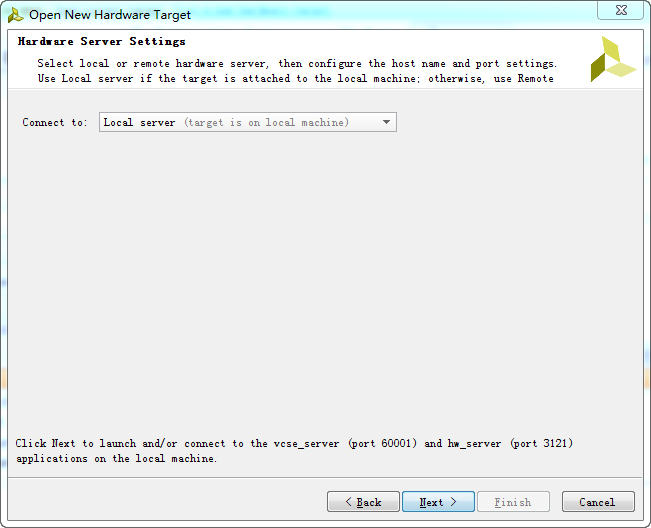 Open New Hardware Target
Hardware Server Settings
Select local or remote hardware server, then configure the host name and port settings.
Use Local server if the target is attached to the local machine; otherwise, use Remote
Connect to: Local server (target is on local machine)
Click Next to launch and/or connect to the vcse_server (port 60001) and hw_server (port 3121)
applications on the local machine.
< Back Next > Finish Cancel